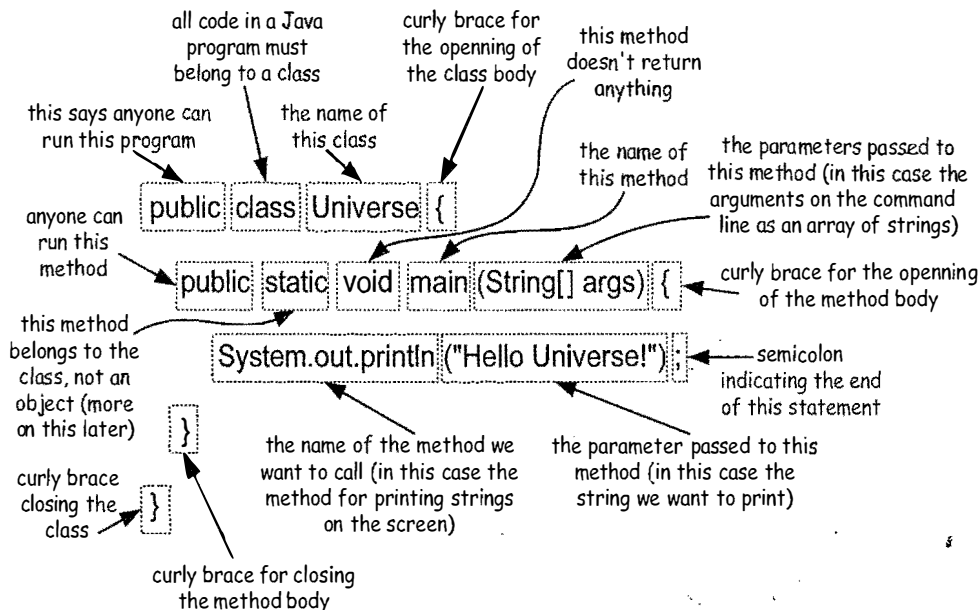 all code in a Java
program must
belong to a class
curly brace for
the openning of
the class body
this method
doesn't return
anything
this says anyone can
run this program
the name of
this class
the name of
this method
the parameters passed to
this method (in this case the
arguments on the command
line as an array of strings)
public class Universe {
anyone can
run this
method
public static void main (String[] args) {
curly brace for the openning
of the method body
this method
belongs to the
class, not an
object (more
on this later)
System.out.println ("Hello Universe!") ;
semicolon
indicating the end
of this statement
}
the name of the method we
want to call (in this case the
method for printing strings
on the screen)
the parameter passed to this
method (in this case the
string we want to print)
curly brace
closing the
class
}
curly brace for closing
the method body